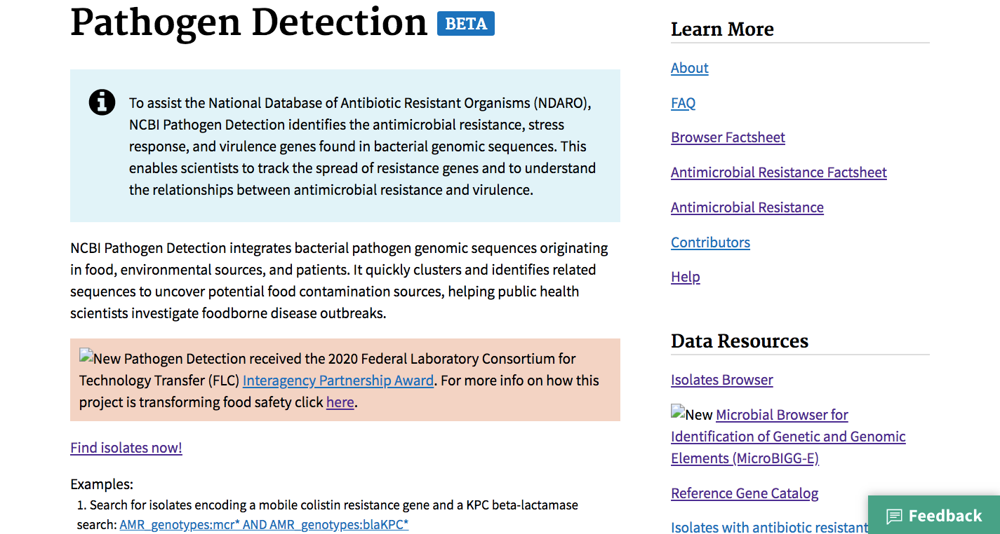 Pathogen Detection BETA
To assist the National Database of Antibiotic Resistant Organisms (NDARO),
NCBI Pathogen Detection identifies the antimicrobial resistance, stress
response, and virulence genes found in bacterial genomic sequences. This
enables scientists to track the spread of resistance genes and to understand
the relationships between antimicrobial resistance and virulence.
NCBI Pathogen Detection integrates bacterial pathogen genomic sequences originating
in food, environmental sources, and patients. It quickly clusters and identifies related
sequences to uncover potential food contamination sources, helping public health
scientists investigate foodborne disease outbreaks.
New Pathogen Detection received the 2020 Federal Laboratory Consortium for
Technology Transfer (FLC) Interagency Partnership Award. For more info on how this
project is transforming food safety click here.
Find isolates now!
Examples:
1. Search for isolates encoding a mobile colistin resistance gene and a KPC beta-lactamase
search: AMR_genotypes:mcr* AND AMR_genotypes:blaKPC*
Learn More
About
FAQ
Browser Factsheet
Antimicrobial Resistance Factsheet
Antimicrobial Resistance
Contributors
Help
Data Resources
Isolates Browser
New Microbial Browser for
Identification of Genetic and Genomic
Elements (MicroBIGG-E)
Reference Gene Catalog
Isolates with antibiotic resistant
Feedback